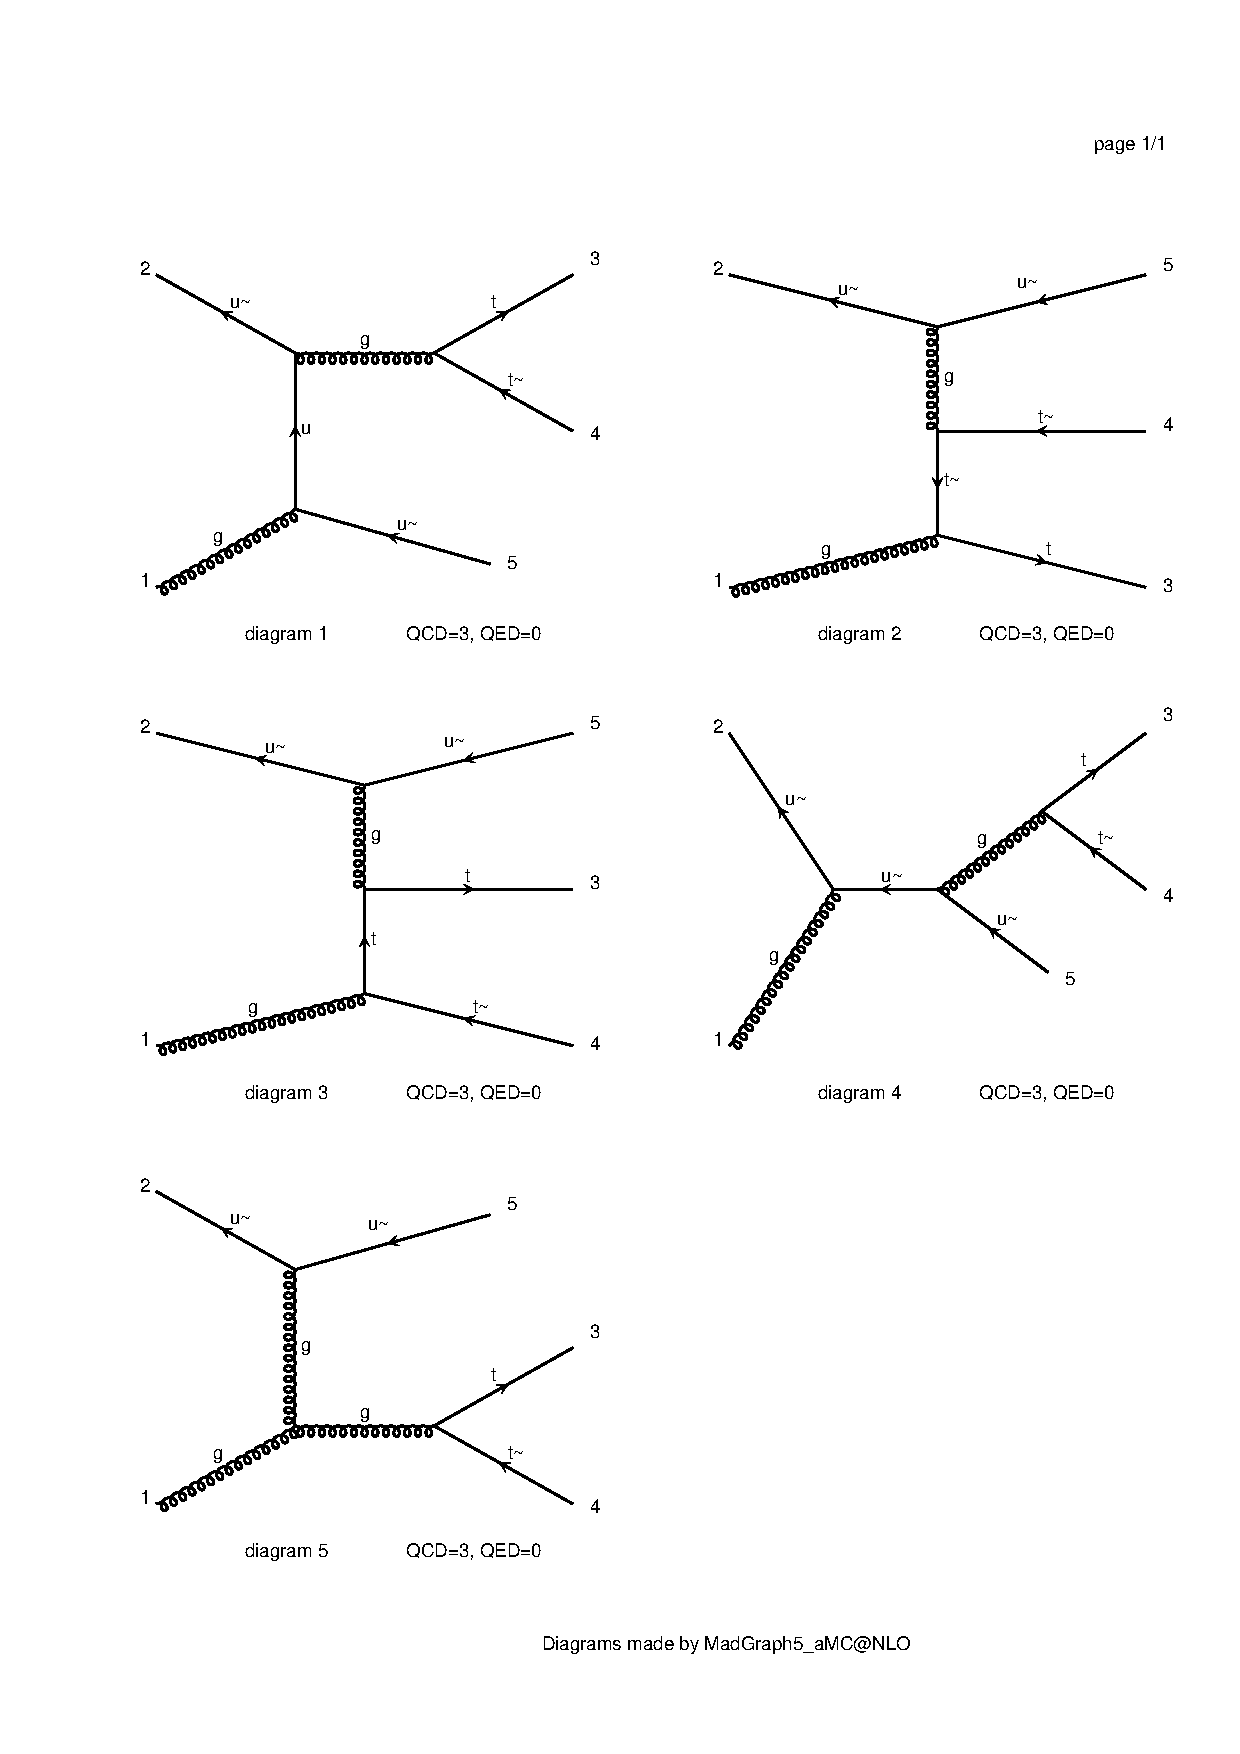 page 1/1
2
u~
g
t
3
t~
4
u
g
1
u~
5
diagram 1 QCD=3, QED=0
2
u~
u~
5
g
t~
4
t~
g
1
t
3
diagram 2 QCD=3, QED=0
2
u~
u~
5
g
t
3
t
g
1
t~
4
diagram 3 QCD=3, QED=0
2
u~
t
3
g
t~
4
u~
u~
5
g
1
diagram 4 QCD=3, QED=0
2
u~
u~
5
g
t
3
g
g
t~
1
4
diagram 5 QCD=3, QED=0
Diagrams made by MadGraph5_aMC@NLO